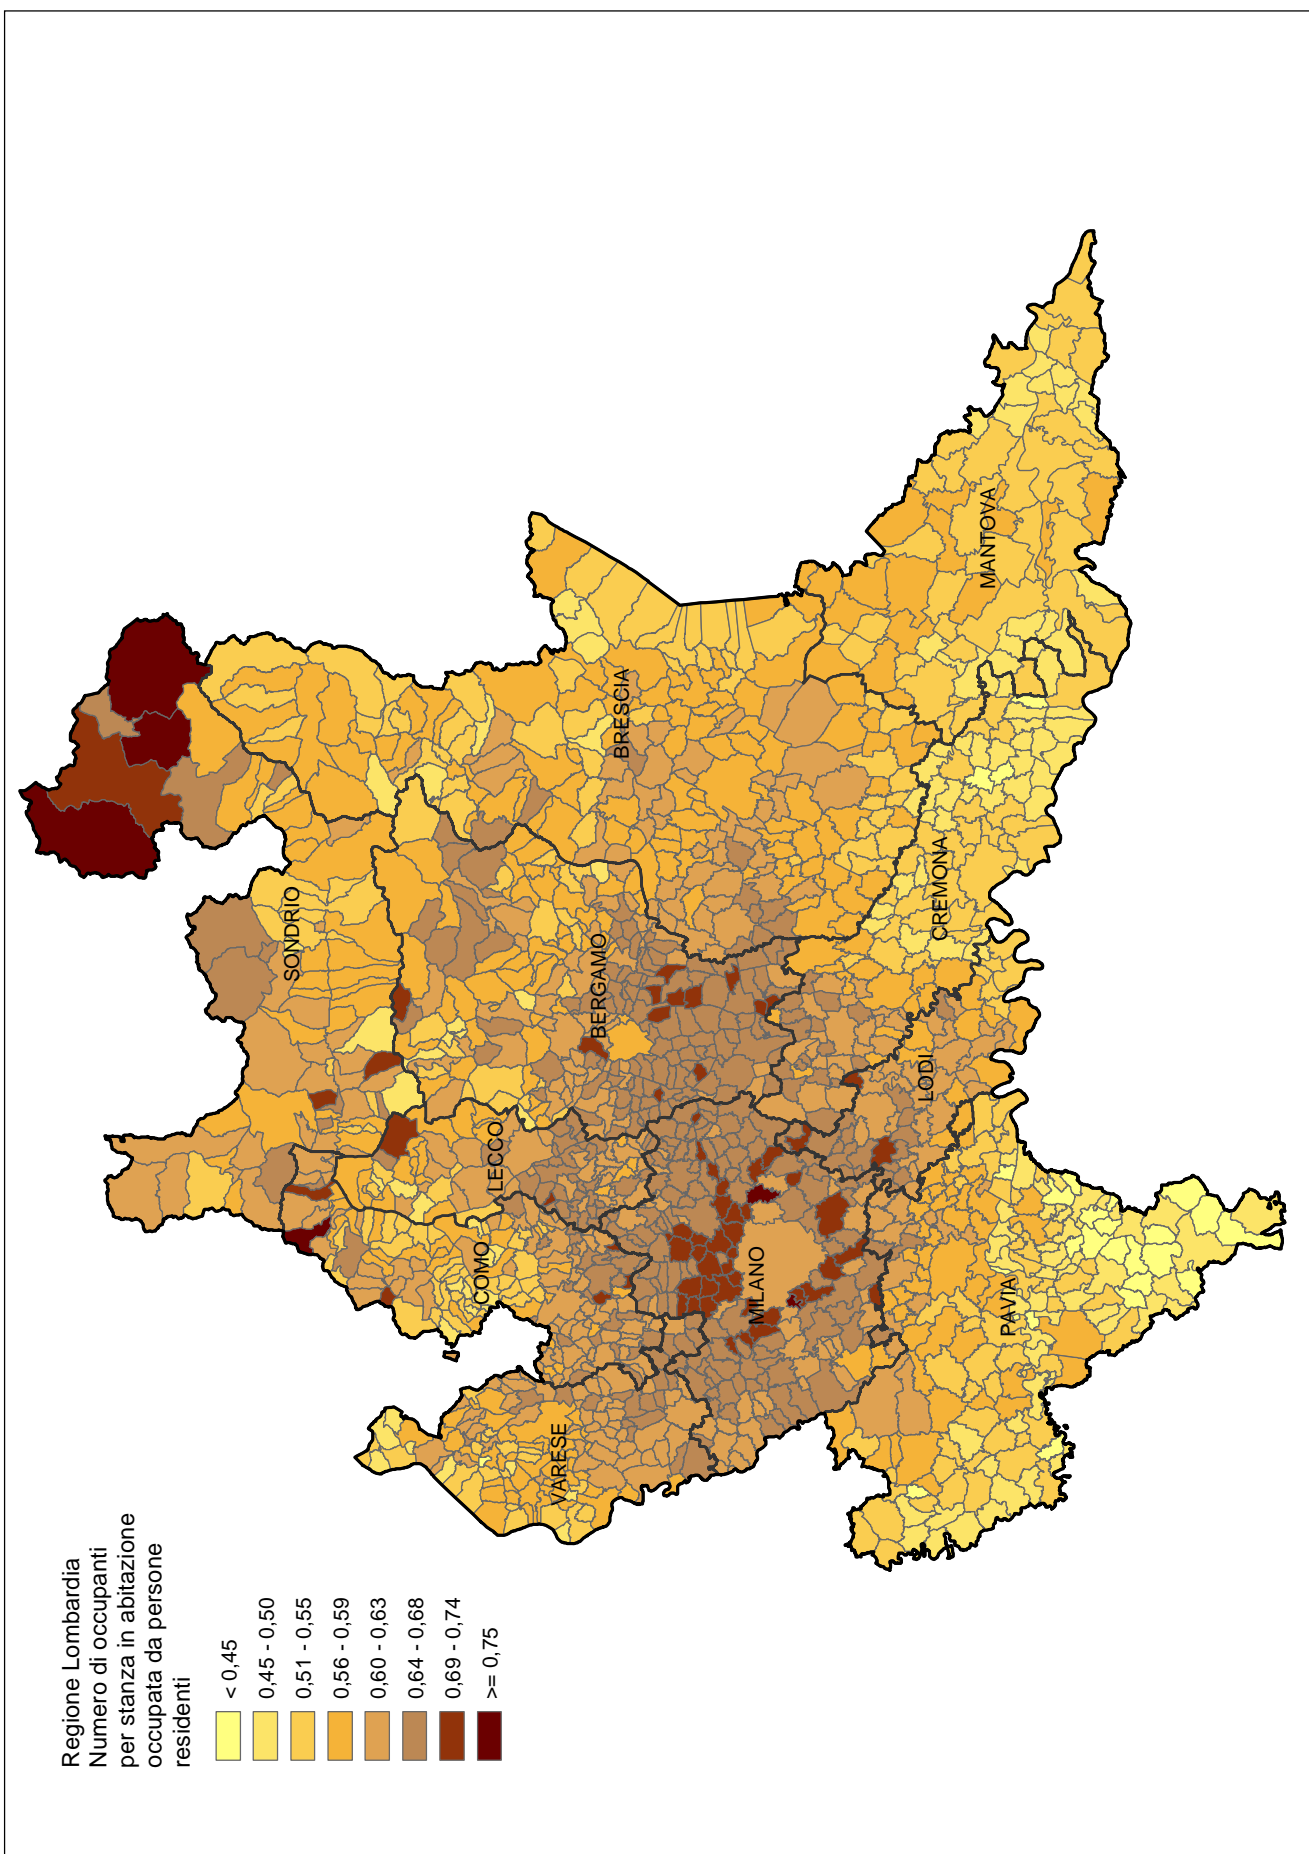 Regione Lombardia
Numero di occupanti
per stanza in abitazione
occupata da persone
residenti
< 0,45
0,45 - 0,50
0,51 - 0,55
0,56 - 0,59
0,60 - 0,63
0,64 - 0,68
0,69 - 0,74
>= 0,75
SONDRIO
LECCO
COMO
BERGAMO
BRESCIA
VARESE
MILANO
LODI
CREMONA
MANTOVA
PAVIA